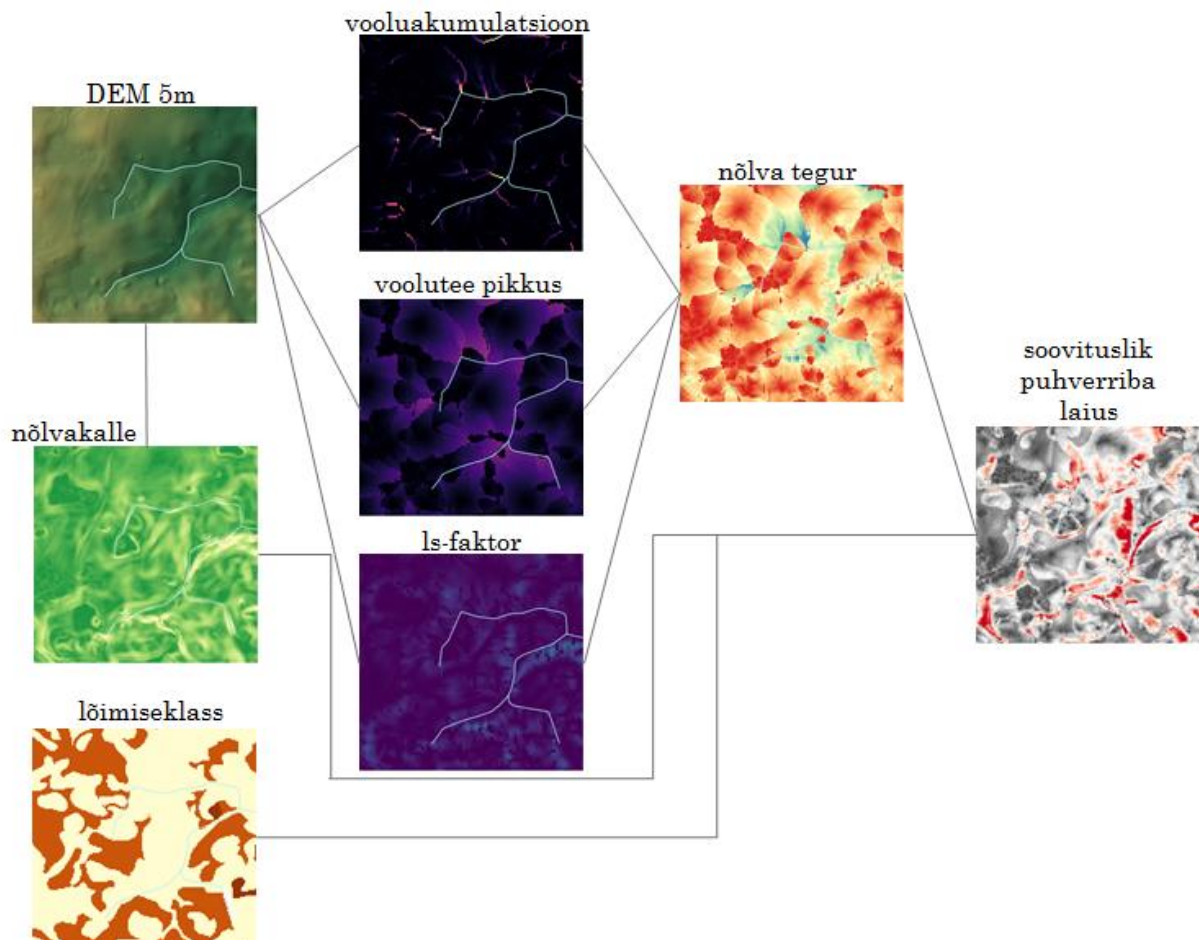 vooluakumulatsioon
DEM 5m
nõlva tegur
voolutee pikkus
soovituslik
puhverriba
laius
nõlvakalle
ls-faktor
lõimiseklass